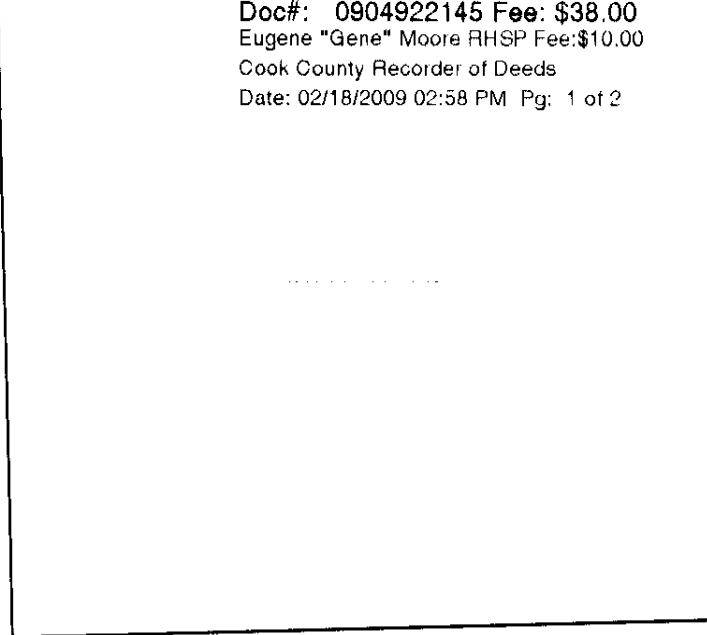 Doc#: 0904922145 Fee: $38.00
Eugene "Gene" Moore RHSP Fee:$10.00
Cook County Recorder of Deeds
Date: 02/18/2009 02:58 PM Pg: 1 of 2